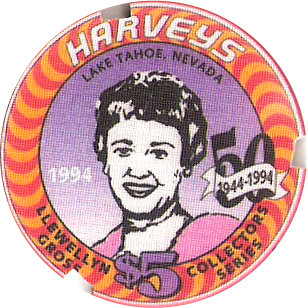 HARVEYS
LAKE TAHOE, NEVADA
1994
50
1944-1994
LLEWELLYN
GROSS
$5
COLLECTORS
SERIES